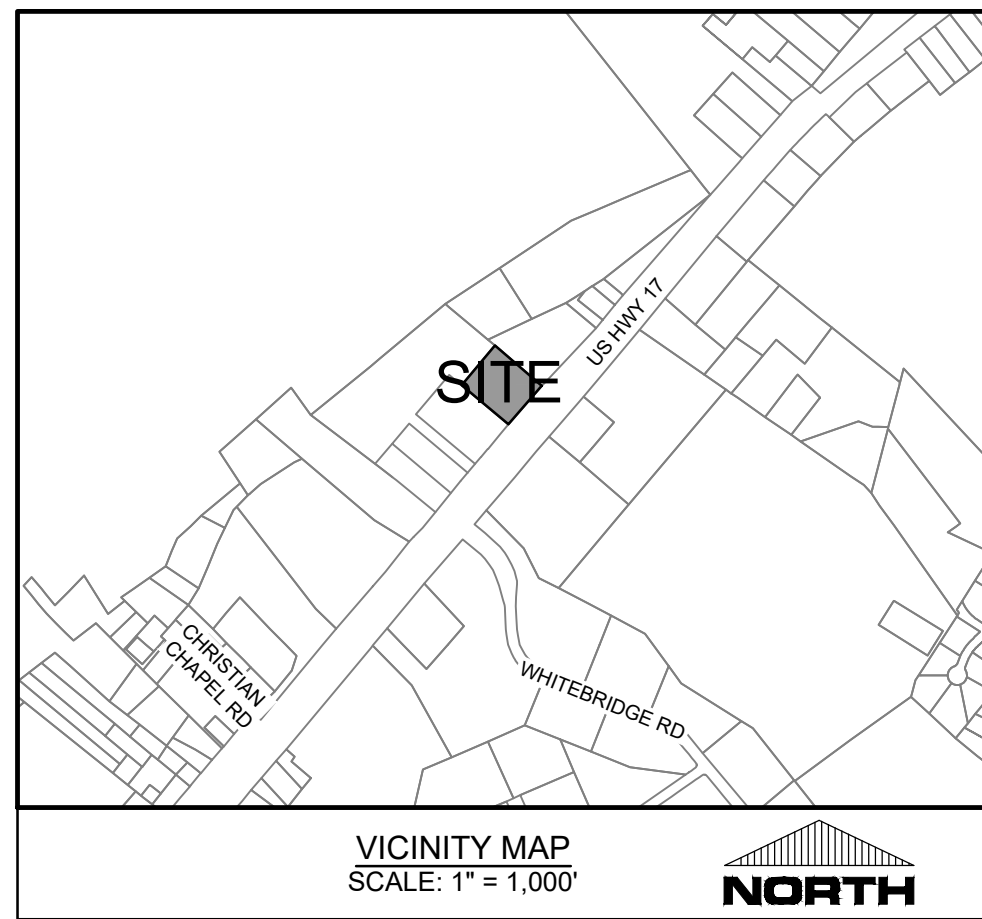 US HWY 17
SITE
CHRISTIAN
CHAPEL RD
WHITEBRIDGE RD
VICINITY MAP
SCALE: 1" = 1,000'
NORTH